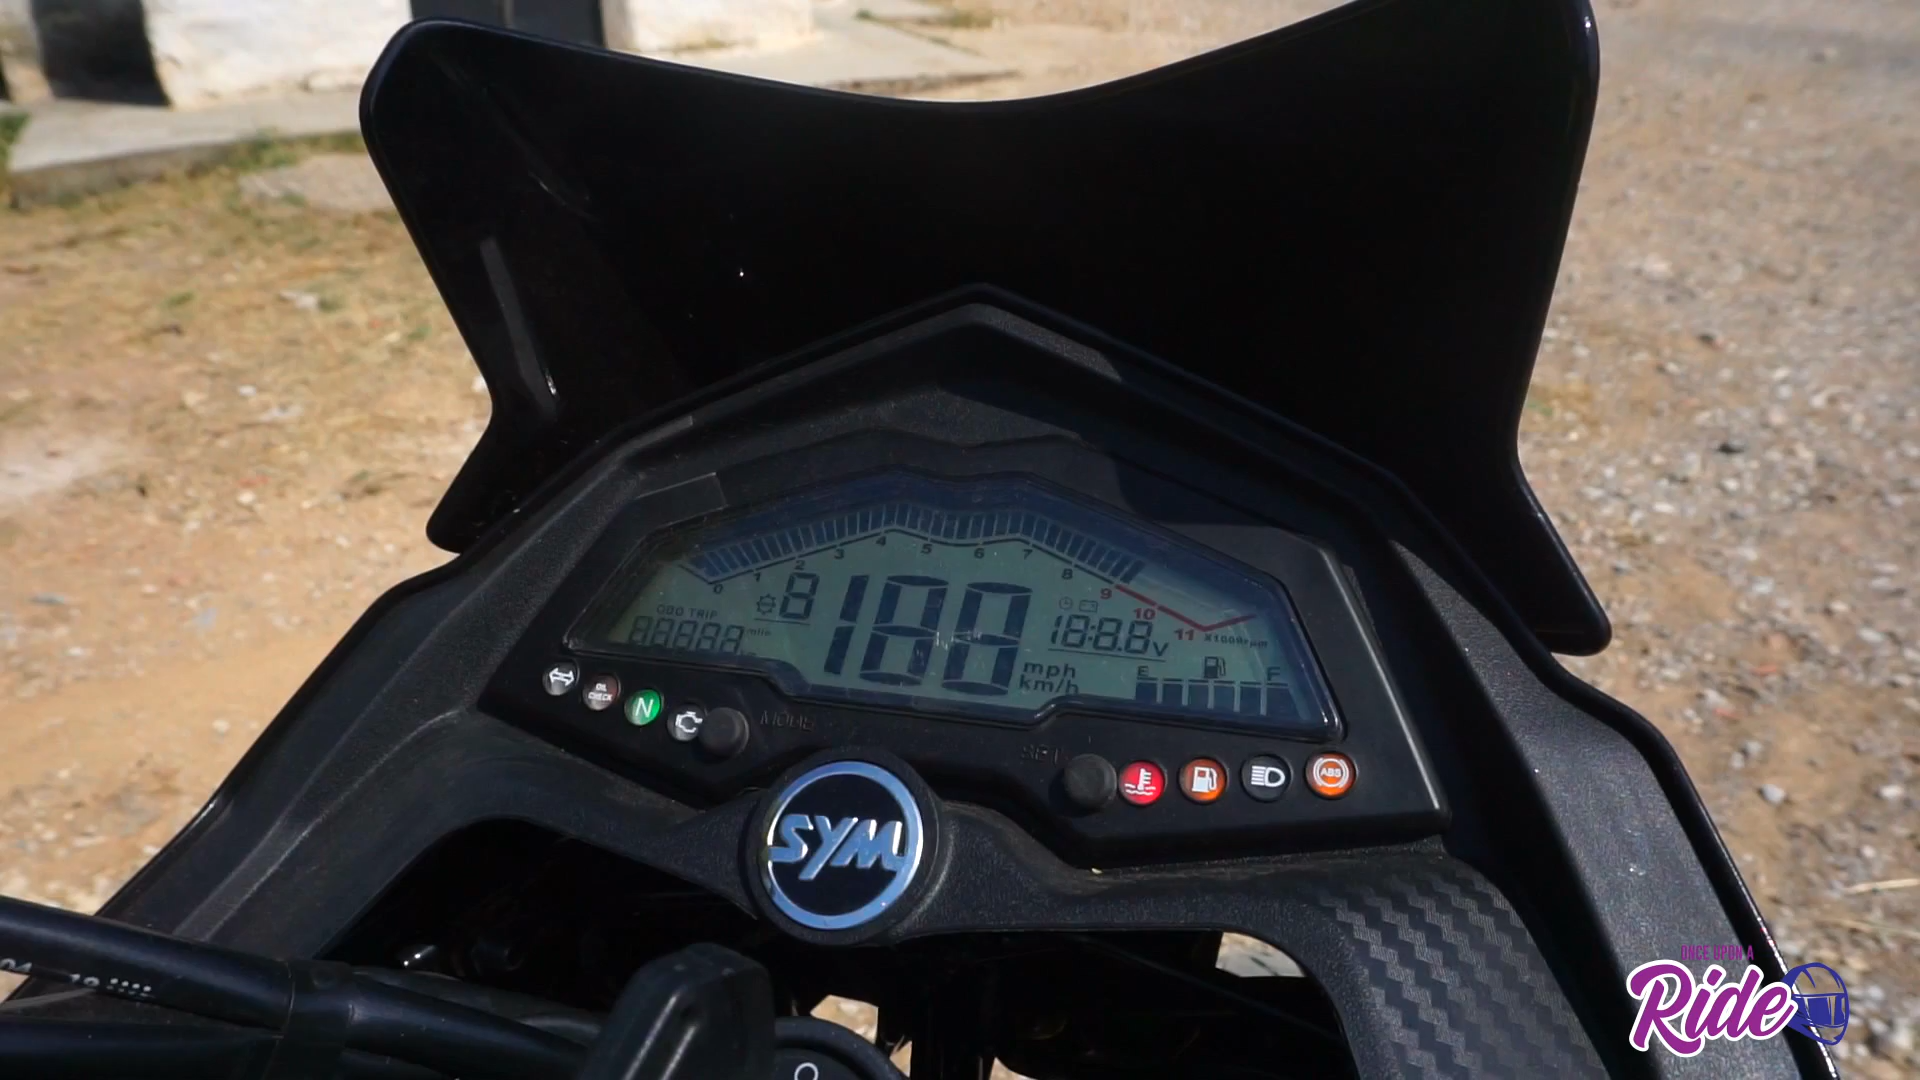 0 1 2 3 4 5 6 7 8 9 10 11 X1000rpm
ODO TRIP
88888 mile
8
188
mph
km/h
18:8.8 V
E F
OIL
CHECK
N
MODE
SET
ABS
SYM
ONCE UPON A
Ride